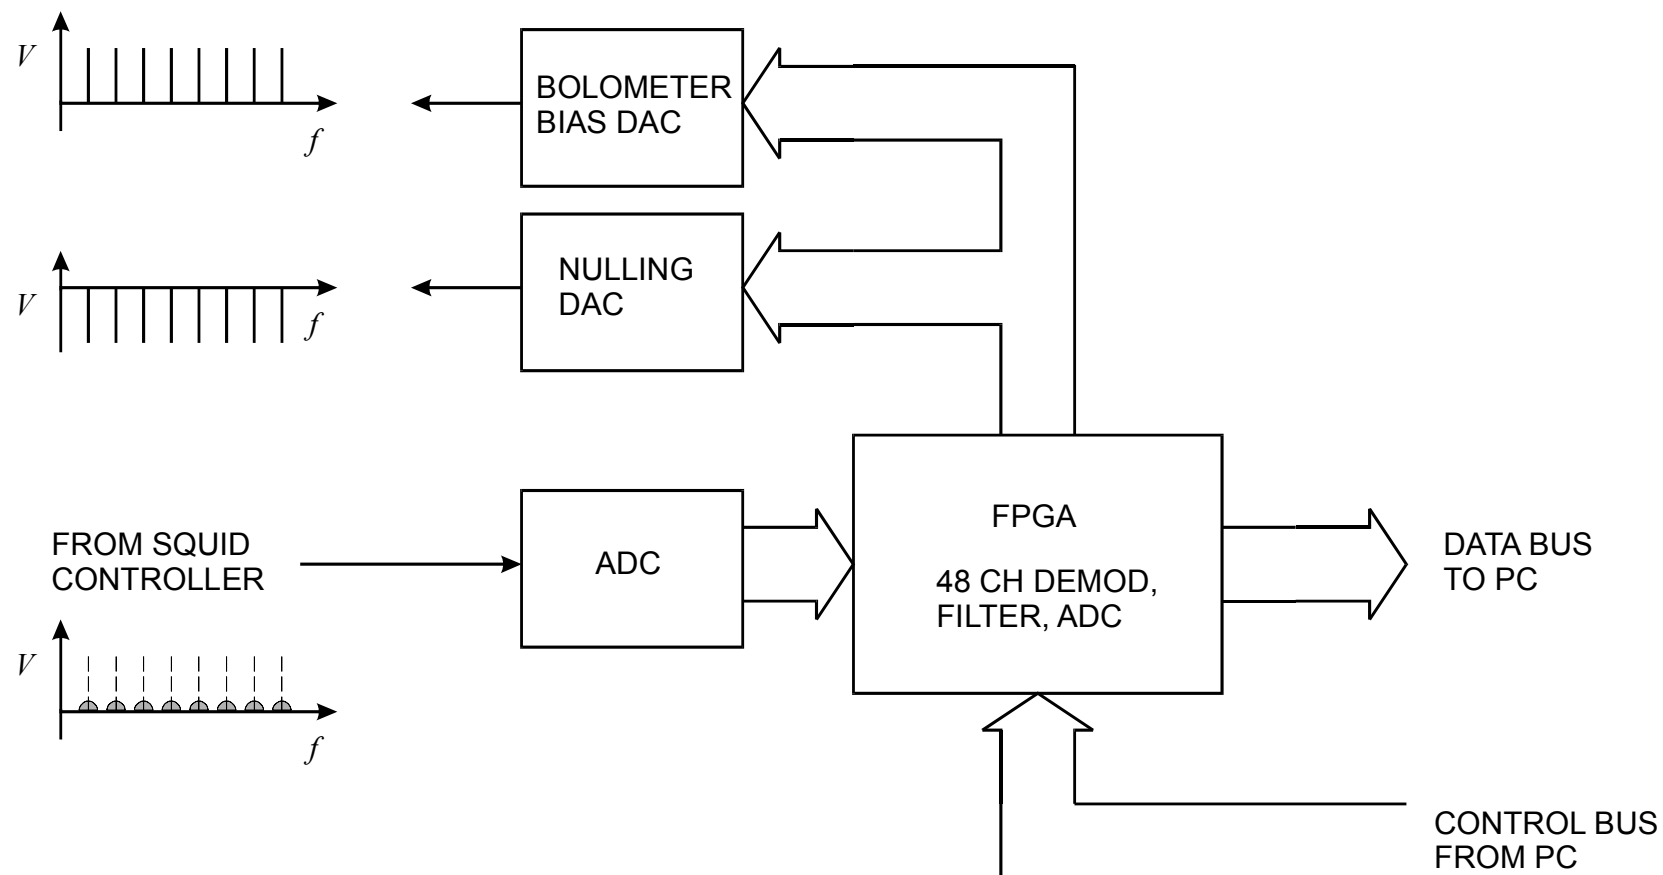 V
f
BOLOMETER
BIAS DAC
V
f
NULLING
DAC
FROM SQUID
CONTROLLER
ADC
FPGA
48 CH DEMOD,
FILTER, ADC
DATA BUS
TO PC
V
f
CONTROL BUS
FROM PC